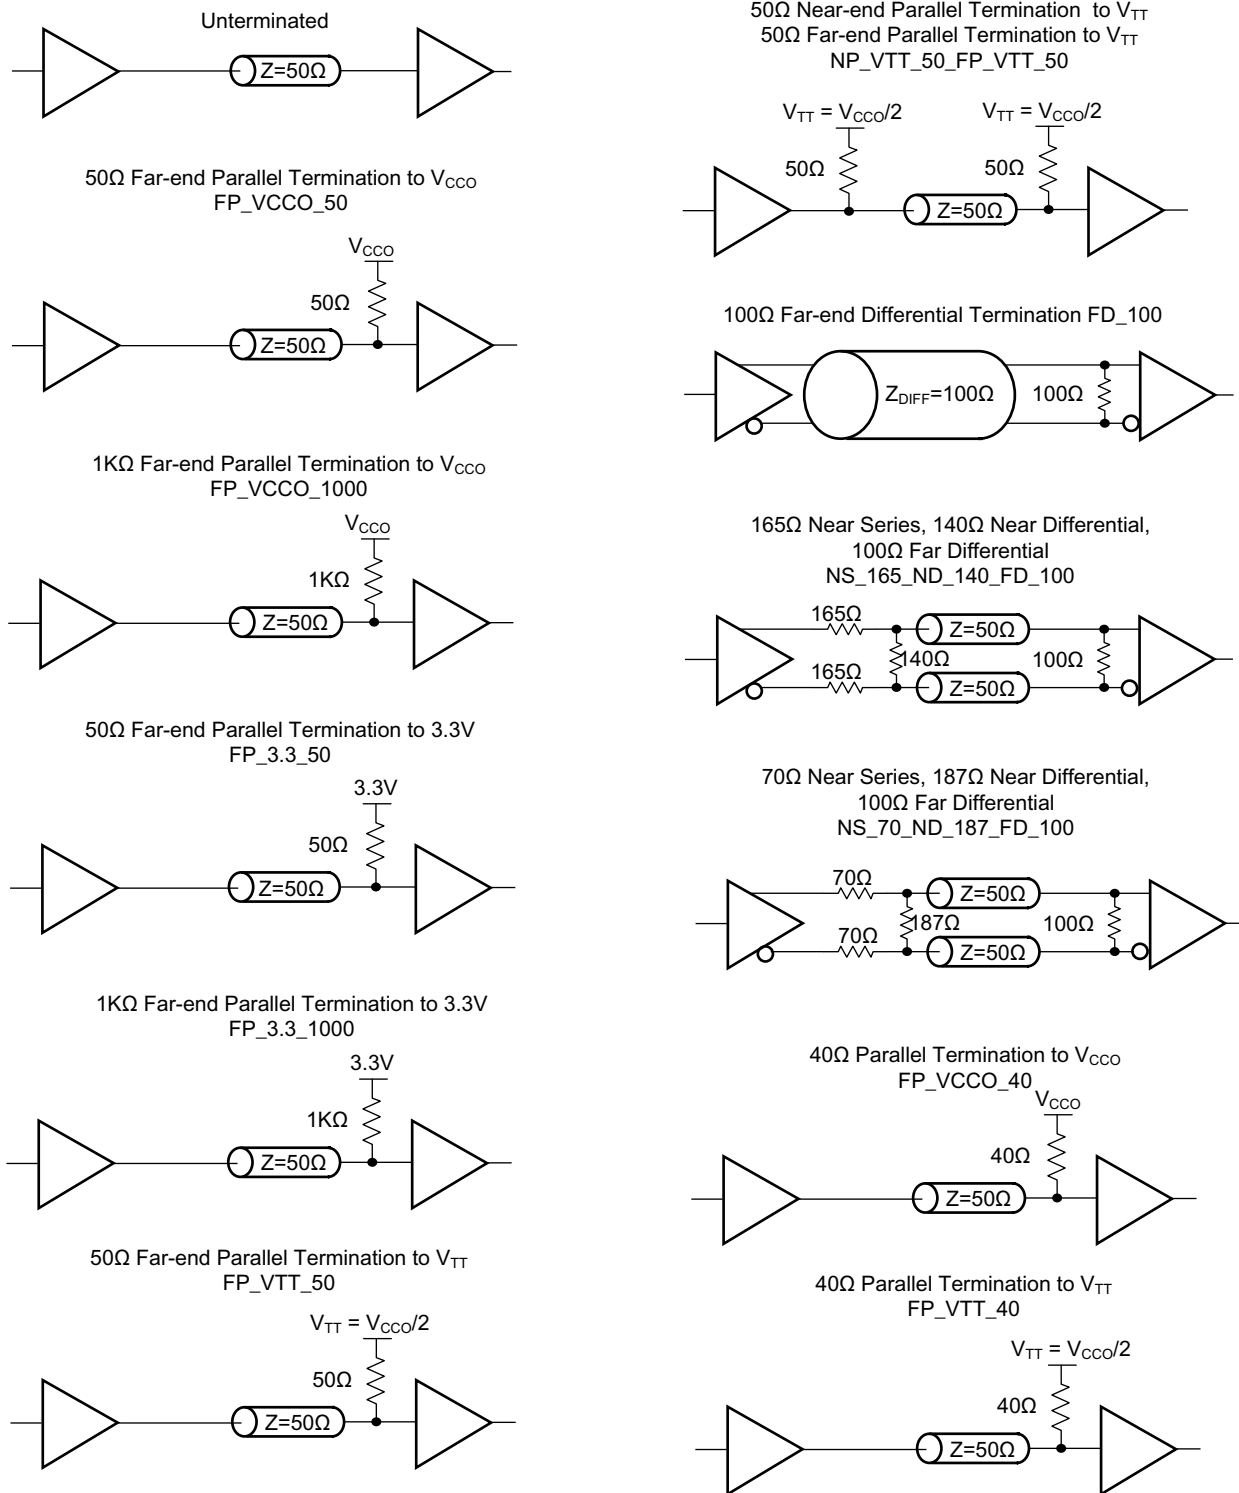 Unterminated
Z=50Ω
50Ω Far-end Parallel Termination to VCCO
FP_VCCO_50
VCCO
50Ω
Z=50Ω
1KΩ Far-end Parallel Termination to VCCO
FP_VCCO_1000
VCCO
1KΩ
Z=50Ω
50Ω Far-end Parallel Termination to 3.3V
FP_3.3_50
3.3V
50Ω
Z=50Ω
1KΩ Far-end Parallel Termination to 3.3V
FP_3.3_1000
3.3V
1KΩ
Z=50Ω
50Ω Far-end Parallel Termination to VTT
FP_VTT_50
VTT = VCCO/2
50Ω
Z=50Ω
50Ω Near-end Parallel Termination to VTT
50Ω Far-end Parallel Termination to VTT
NP_VTT_50_FP_VTT_50
VTT = VCCO/2 VTT = VCCO/2
50Ω 50Ω
Z=50Ω
100Ω Far-end Differential Termination FD_100
ZDIFF=100Ω 100Ω
165Ω Near Series, 140Ω Near Differential,
100Ω Far Differential
NS_165_ND_140_FD_100
165Ω Z=50Ω
140Ω 100Ω
165Ω Z=50Ω
70Ω Near Series, 187Ω Near Differential,
100Ω Far Differential
NS_70_ND_187_FD_100
70Ω Z=50Ω
187Ω 100Ω
70Ω Z=50Ω
40Ω Parallel Termination to VCCO
FP_VCCO_40
VCCO
40Ω
Z=50Ω
40Ω Parallel Termination to VTT
FP_VTT_40
VTT = VCCO/2
40Ω
Z=50Ω